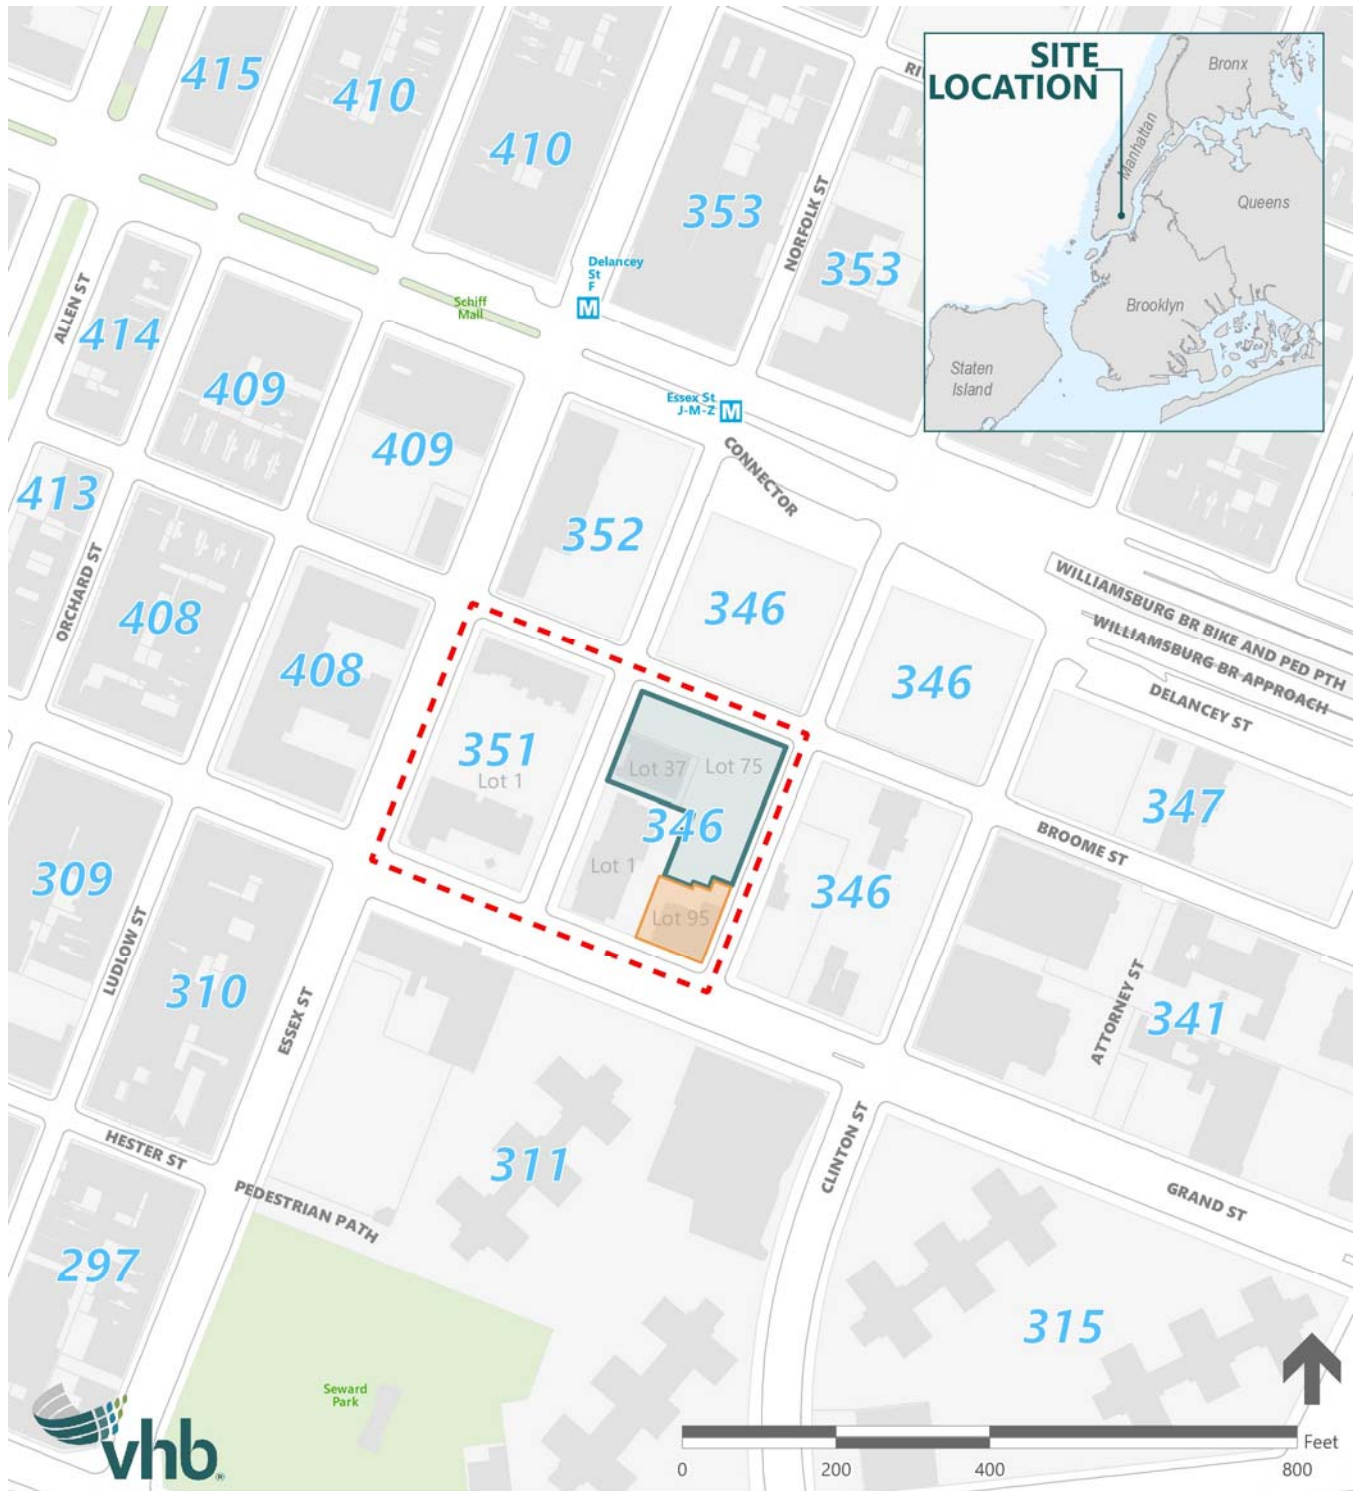 415
410
410
353
NORFOLK ST
353
RIV
SITE
LOCATION
Bronx
Manhattan
Queens
Brooklyn
Staten
Island
ALLEN ST
414
409
Schiff
Mall
Delancey
St
F
M
Essex St
J-M-Z
M
409
CONNECTOR
413
352
ORCHARD ST
408
408
346
346
WILLIAMSBURG BR BIKE AND PED PTH
WILLIAMSBURG BR APPROACH
DELANCEY ST
351
Lot 1
Lot 37
Lot 75
346
Lot 1
Lot 95
346
347
BROOME ST
309
LUDLOW ST
310
ESSEX ST
ATTORNEY ST
341
HESTER ST
PEDESTRIAN PATH
311
CLINTON ST
GRAND ST
297
315
Seward
Park
vhb®
Feet
0
200
400
800